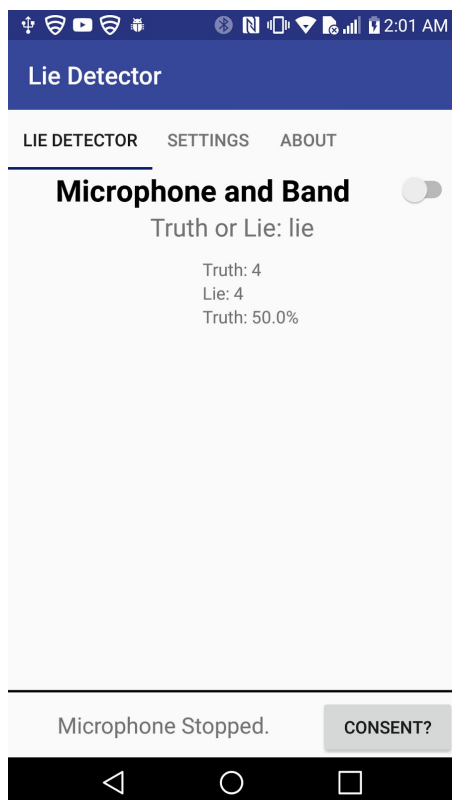 2:01 AM
Lie Detector
LIE DETECTOR SETTINGS ABOUT
Microphone and Band
Truth or Lie: lie
Truth: 4
Lie: 4
Truth: 50.0%
Microphone Stopped. CONSENT?